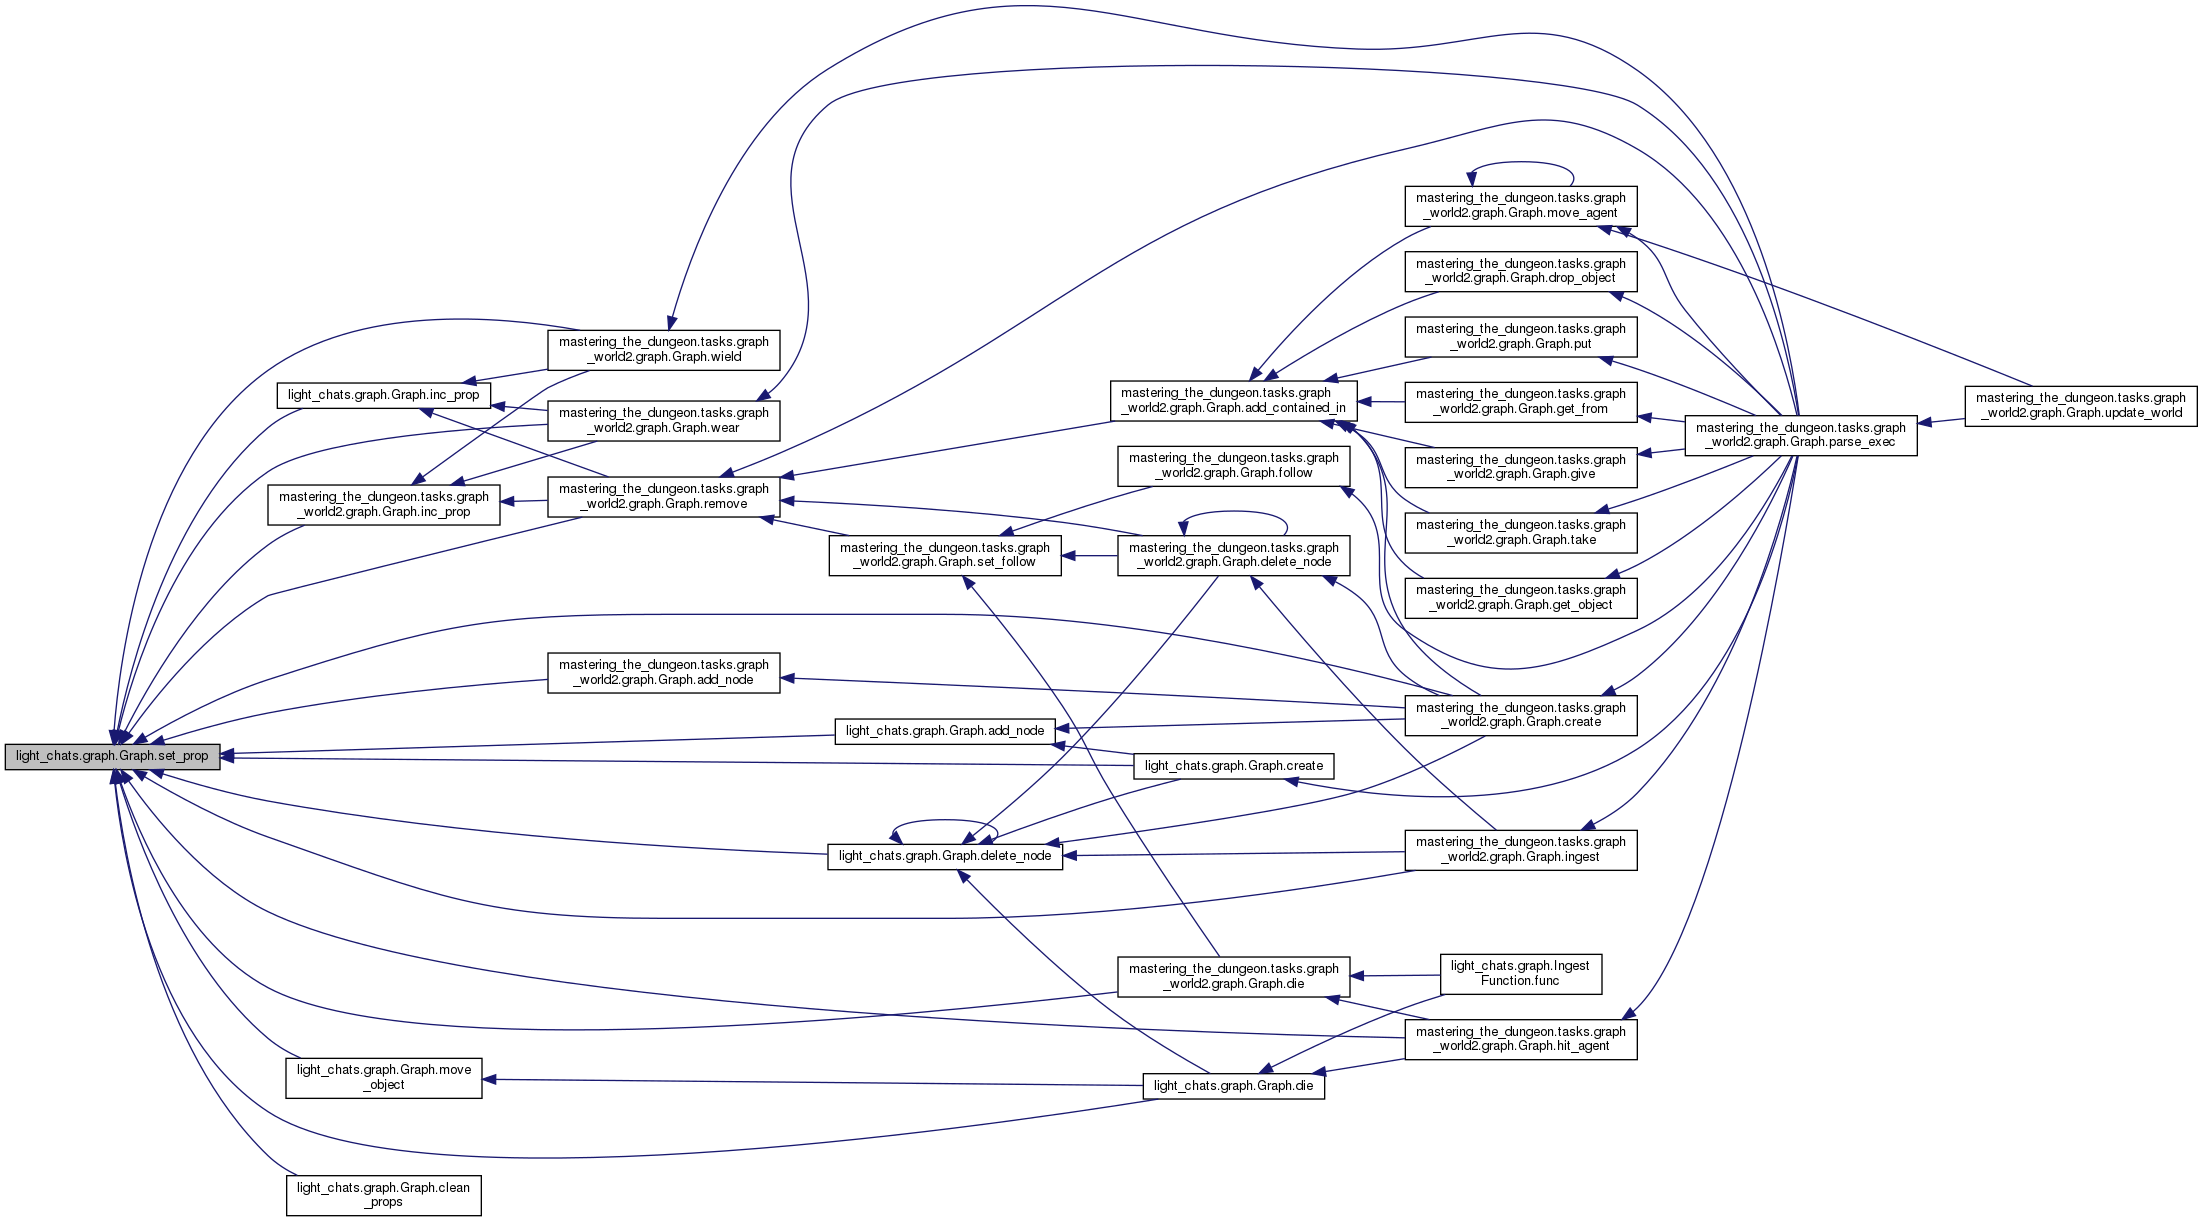 light_chats.graph.Graph.set_prop
light_chats.graph.Graph.inc_prop
mastering_the_dungeon.tasks.graph
_world2.graph.Graph.inc_prop
light_chats.graph.Graph.move
_object
light_chats.graph.Graph.clean
_props
mastering_the_dungeon.tasks.graph
_world2.graph.Graph.wield
mastering_the_dungeon.tasks.graph
_world2.graph.Graph.wear
mastering_the_dungeon.tasks.graph
_world2.graph.Graph.remove
mastering_the_dungeon.tasks.graph
_world2.graph.Graph.add_node
mastering_the_dungeon.tasks.graph
_world2.graph.Graph.set_follow
light_chats.graph.Graph.add_node
light_chats.graph.Graph.delete_node
mastering_the_dungeon.tasks.graph
_world2.graph.Graph.add_contained_in
mastering_the_dungeon.tasks.graph
_world2.graph.Graph.follow
mastering_the_dungeon.tasks.graph
_world2.graph.Graph.delete_node
light_chats.graph.Graph.create
mastering_the_dungeon.tasks.graph
_world2.graph.Graph.die
light_chats.graph.Graph.die
mastering_the_dungeon.tasks.graph
_world2.graph.Graph.move_agent
mastering_the_dungeon.tasks.graph
_world2.graph.Graph.drop_object
mastering_the_dungeon.tasks.graph
_world2.graph.Graph.put
mastering_the_dungeon.tasks.graph
_world2.graph.Graph.get_from
mastering_the_dungeon.tasks.graph
_world2.graph.Graph.give
mastering_the_dungeon.tasks.graph
_world2.graph.Graph.take
mastering_the_dungeon.tasks.graph
_world2.graph.Graph.get_object
mastering_the_dungeon.tasks.graph
_world2.graph.Graph.create
mastering_the_dungeon.tasks.graph
_world2.graph.Graph.ingest
light_chats.graph.Ingest
Function.func
mastering_the_dungeon.tasks.graph
_world2.graph.Graph.hit_agent
mastering_the_dungeon.tasks.graph
_world2.graph.Graph.parse_exec
mastering_the_dungeon.tasks.graph
_world2.graph.Graph.update_world